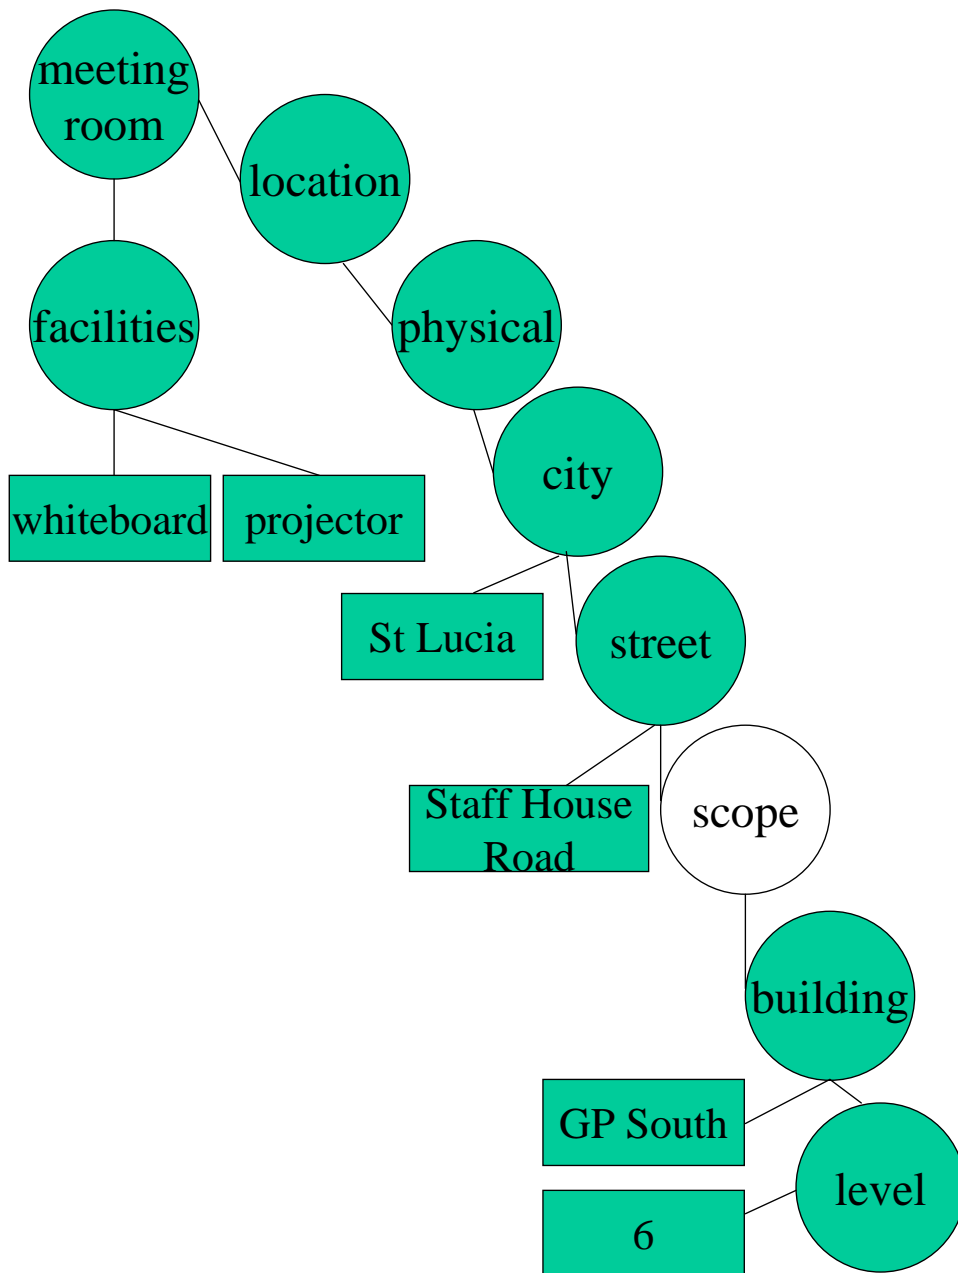 meeting
room
location
facilities
physical
city
whiteboard
projector
St Lucia
street
Staff House
Road
scope
building
GP South
level
6